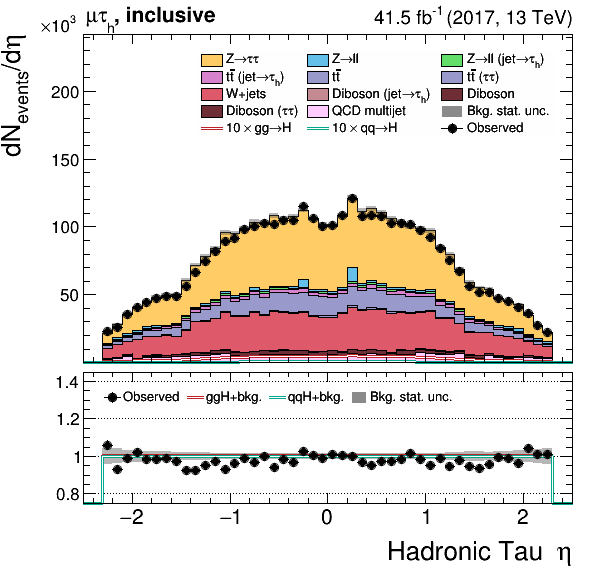 μτh, inclusive 41.5 fb⁻¹ (2017, 13 TeV)
×10³
dNevents/dη
Z→ττ Z→ll Z→ll (jet→τh)
tt̄ (jet→τh) tt̄ tt̄ (ττ)
W+jets Diboson (jet→τh) Diboson
Diboson (ττ) QCD multijet Bkg. stat. unc.
10 × gg→H 10 × qq→H Observed
200
150
100
50
1.4
Observed ggH+bkg. qqH+bkg. Bkg. stat. unc.
1.2
1
0.8
−2 −1 0 1 2
Hadronic Tau η